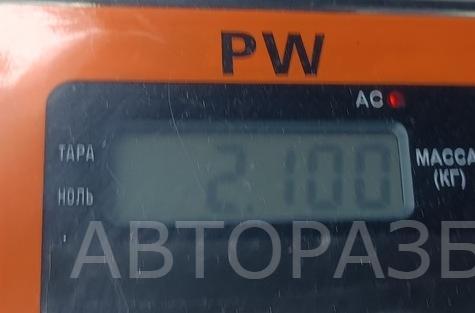 PW
AC
ТАРА
2.100
МАССА
(КГ)
НОЛЬ
АВТОРАЗБ